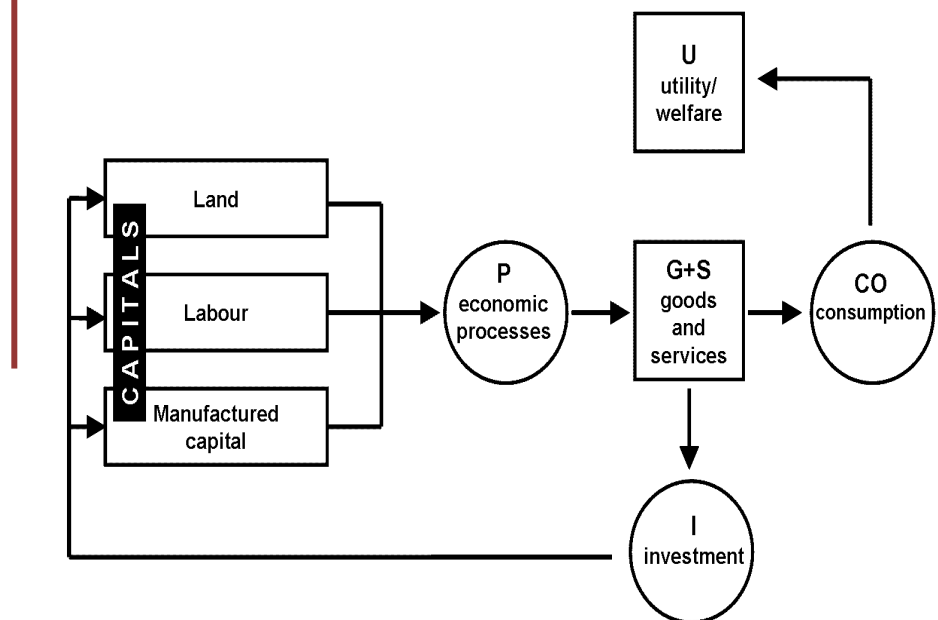 U
utility/
welfare
Land
CAPITALS
Labour
Manufactured
capital
P
economic
processes
G+S
goods
and
services
CO
consumption
I
investment